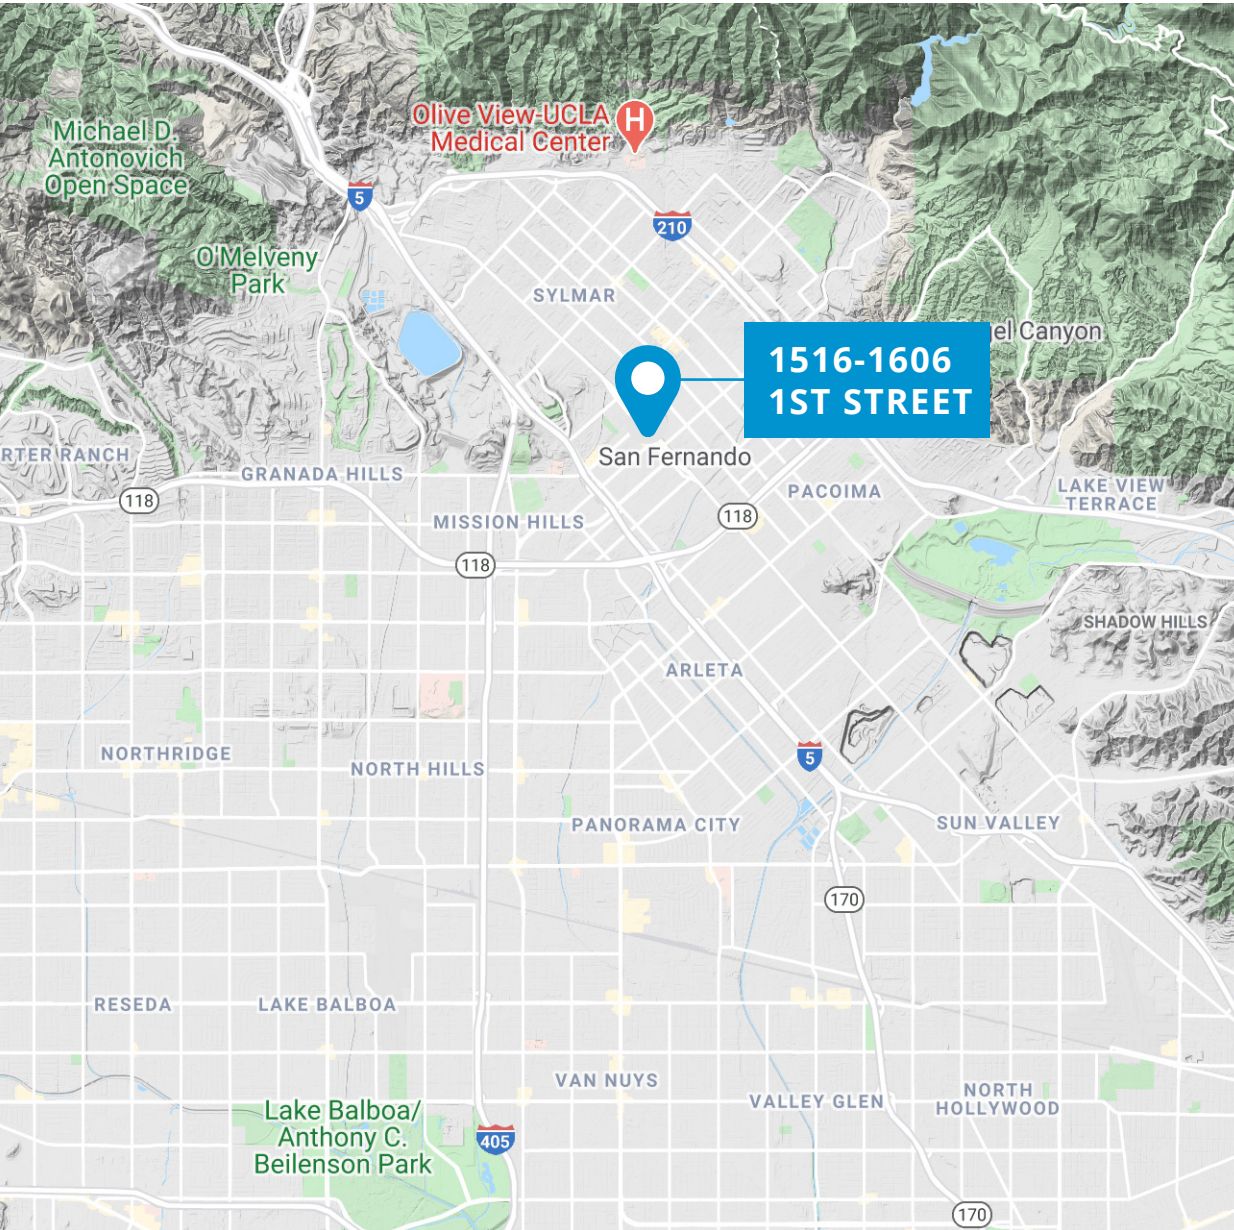 Olive View-UCLA
Medical Center
H
Michael D.
Antonovich
Open Space
5
210
O'Melveny
Park
SYLMAR
Canyon
1516-1606
1ST STREET
San Fernando
RANCH
GRANADA HILLS
118
PACOIMA
LAKE VIEW
TERRACE
MISSION HILLS
118
118
SHADOW HILLS
ARLETA
NORTHRIDGE
NORTH HILLS
5
PANORAMA CITY
SUN VALLEY
170
RESEDA
LAKE BALBOA
VAN NUYS
VALLEY GLEN
NORTH
HOLLYWOOD
Lake Balboa/
Anthony C.
Beilenson Park
405
170